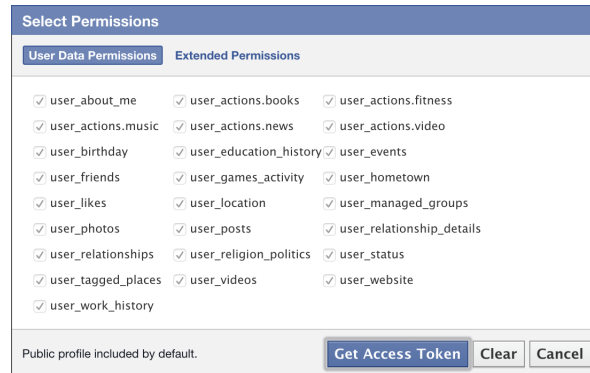 Select Permissions
User Data Permissions Extended Permissions
user_about_me user_actions.books user_actions.fitness
user_actions.music user_actions.news user_actions.video
user_birthday user_education_history user_events
user_friends user_games_activity user_hometown
user_likes user_location user_managed_groups
user_photos user_posts user_relationship_details
user_relationships user_religion_politics user_status
user_tagged_places user_videos user_website
user_work_history
Public profile included by default. Get Access Token Clear Cancel